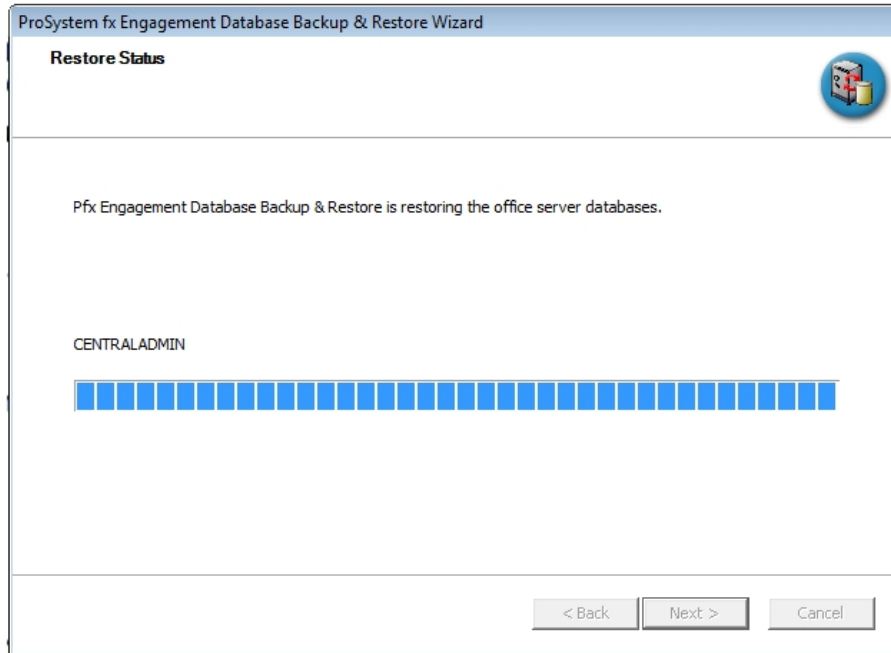 ProSystem fx Engagement Database Backup & Restore Wizard
Restore Status
Pfx Engagement Database Backup & Restore is restoring the office server databases.
CENTRALADMIN
< Back Next > Cancel